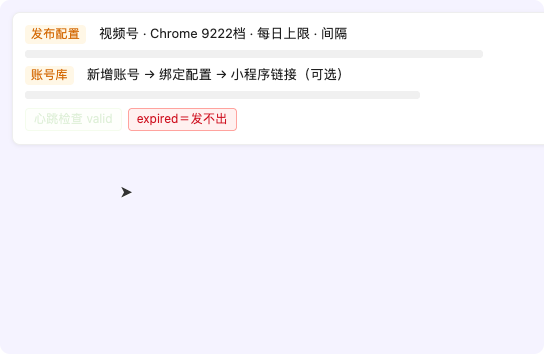 发布配置 视频号 · Chrome 9222档 · 每日上限 · 间隔
账号库 新增账号 → 绑定配置 → 小程序链接（可选）
心跳检查 valid expired＝发不出